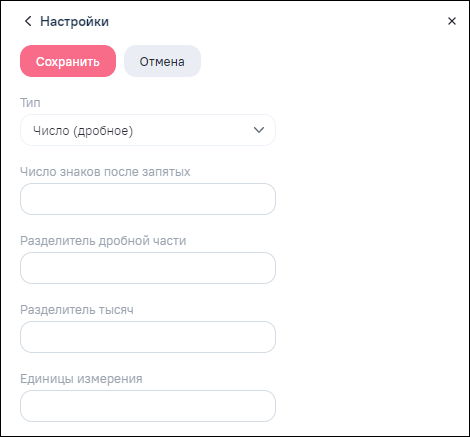 Настройки
Сохранить
Отмена
Тип
Число (дробное)
Число знаков после запятых
Разделитель дробной части
Разделитель тысяч
Единицы измерения